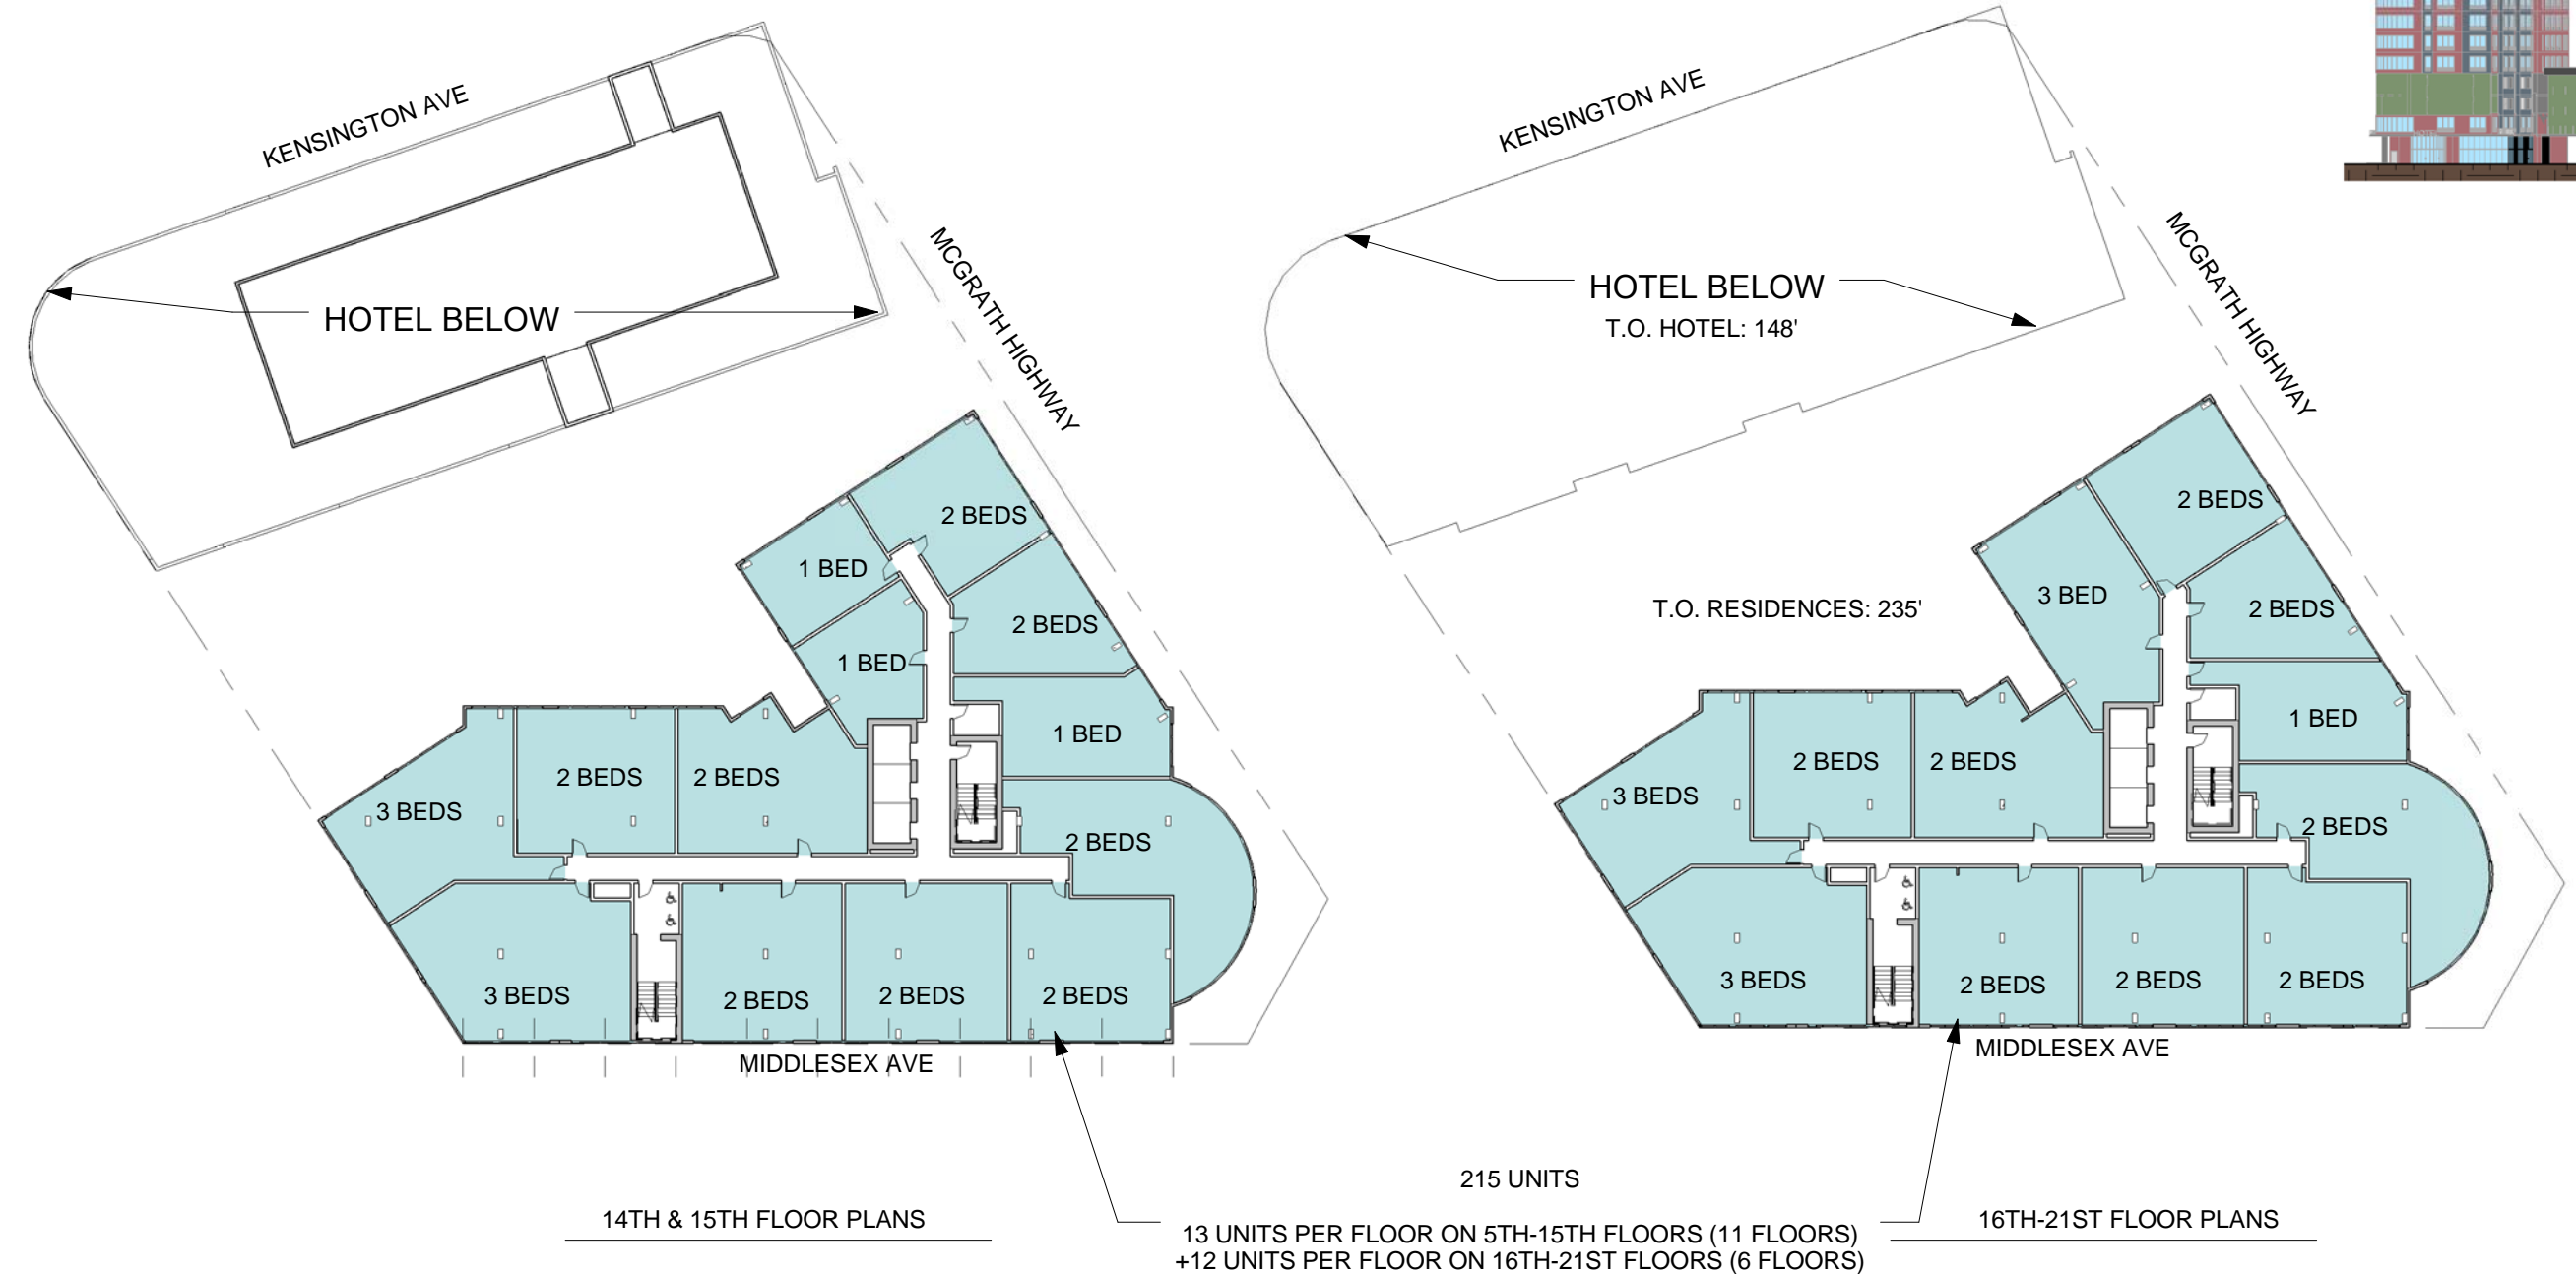 KENSINGTON AVE
MCGRATH HIGHWAY
HOTEL BELOW
2 BEDS
1 BED
2 BEDS
1 BED
1 BED
2 BEDS
2 BEDS
3 BEDS
2 BEDS
3 BEDS
2 BEDS
2 BEDS
2 BEDS
MIDDLESEX AVE
14TH & 15TH FLOOR PLANS
KENSINGTON AVE
MCGRATH HIGHWAY
HOTEL BELOW
T.O. HOTEL: 148'
T.O. RESIDENCES: 235'
2 BEDS
3 BED
2 BEDS
1 BED
2 BEDS
2 BEDS
3 BEDS
2 BEDS
3 BEDS
2 BEDS
2 BEDS
2 BEDS
MIDDLESEX AVE
16TH-21ST FLOOR PLANS
215 UNITS
13 UNITS PER FLOOR ON 5TH-15TH FLOORS (11 FLOORS)
+12 UNITS PER FLOOR ON 16TH-21ST FLOORS (6 FLOORS)